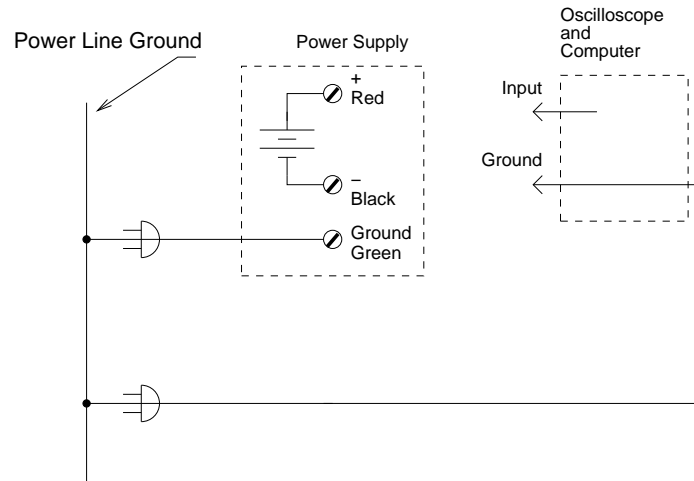 Power Line Ground
Power Supply
+
Red
–
Black
Ground
Green
Oscilloscope
and
Computer
Input
Ground